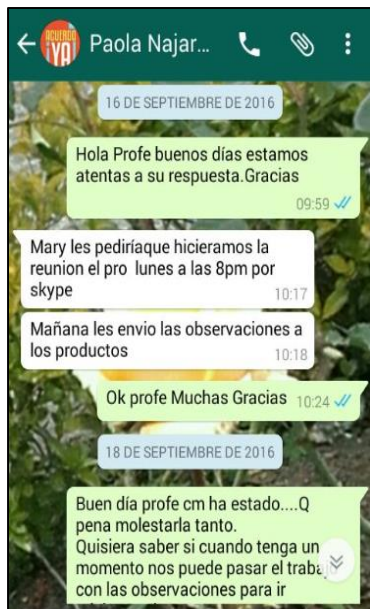 ACUERDO
¡YA!
Paola Najar...
16 DE SEPTIEMBRE DE 2016
Hola Profe buenos días estamos
atentas a su respuesta.Gracias
09:59
Mary les pediríaque hicieramos la
reunion el pro lunes a las 8pm por
skype
10:17
Mañana les envio las observaciones a
los productos
10:18
Ok profe Muchas Gracias 10:24
18 DE SEPTIEMBRE DE 2016
Buen día profe cm ha estado....Q
pena molestarla tanto.
Quisiera saber si cuando tenga un
momento nos puede pasar el trabajo
con las observaciones para ir